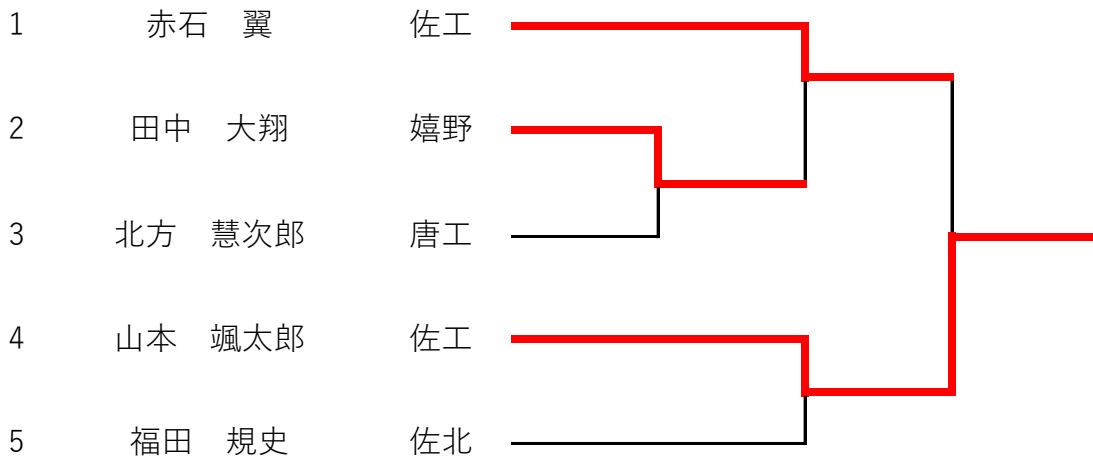 1 赤石　翼 佐工
2 田中　大翔 嬉野
3 北方　慧次郎 唐工
4 山本　颯太郎 佐工
5 福田　規史 佐北